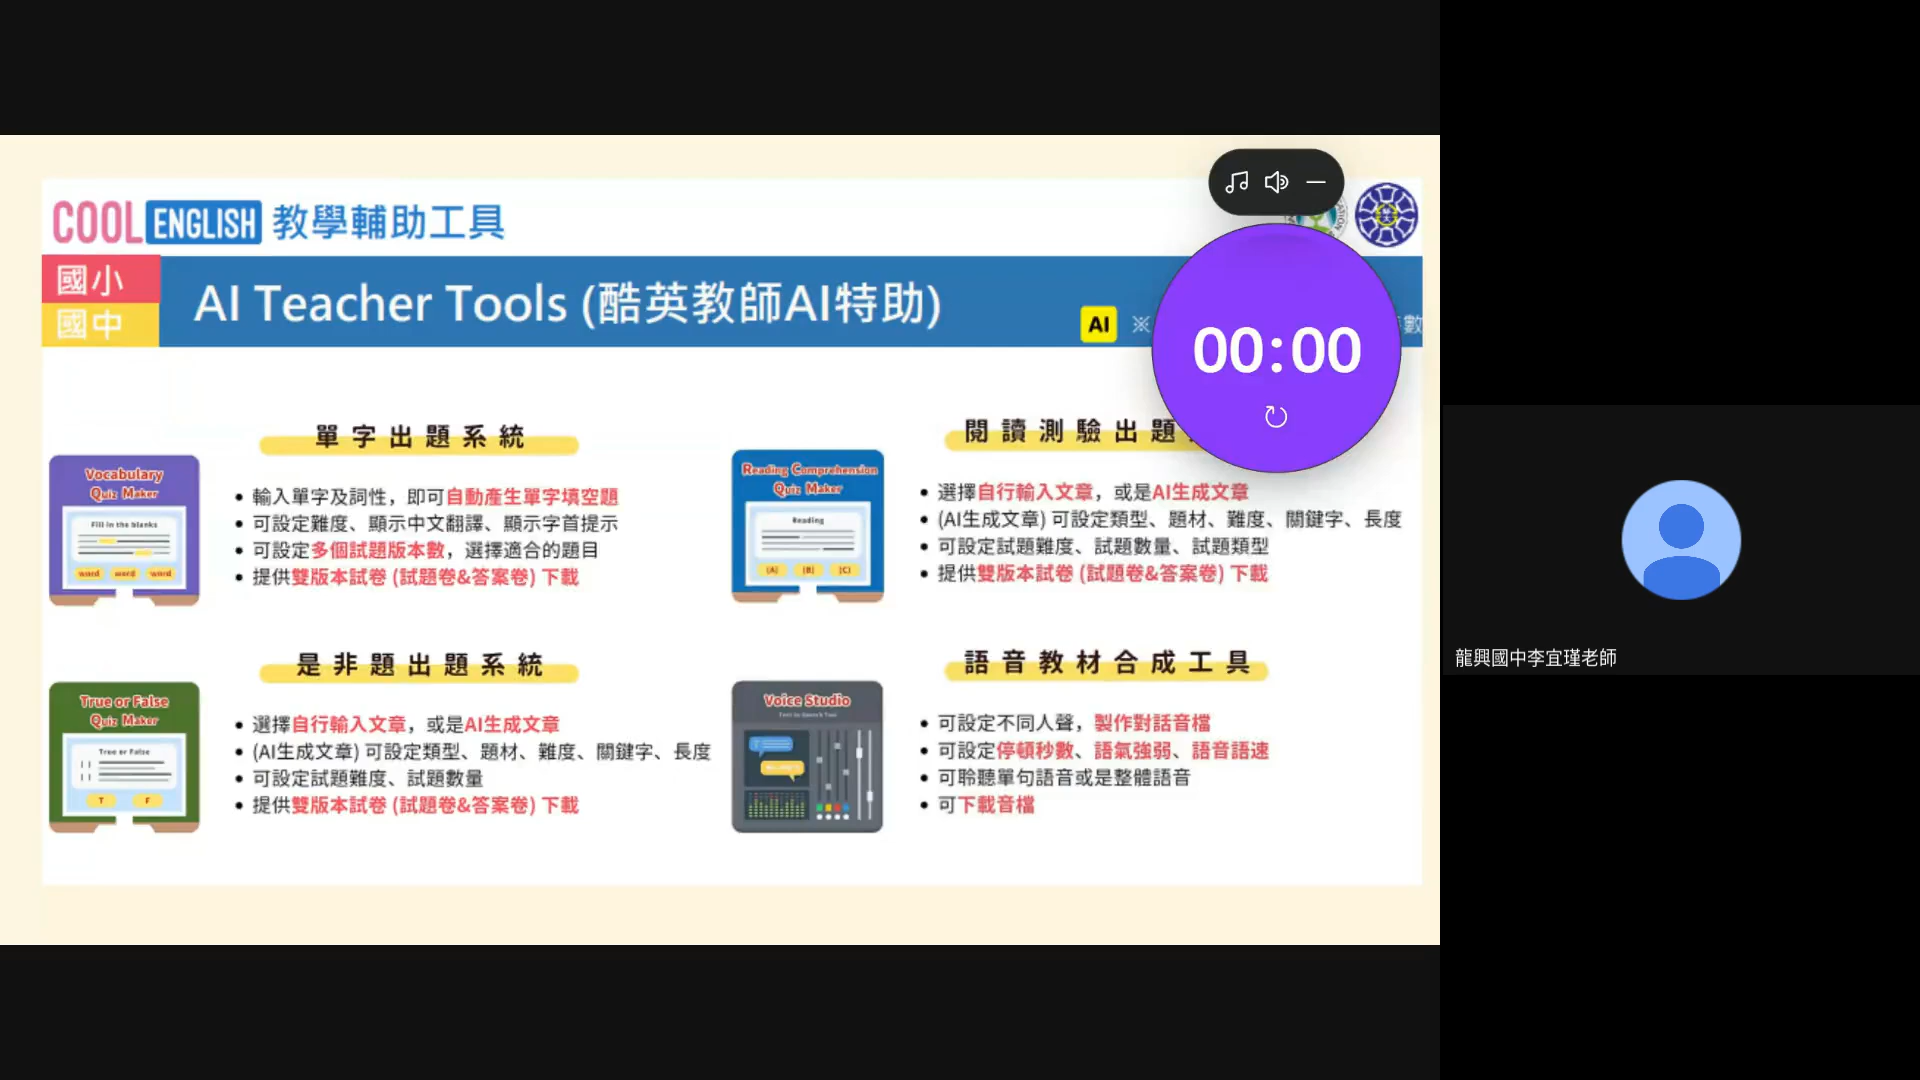 COOL ENGLISH 教學輔助工具
國小
國中
AI Teacher Tools (酷英教師AI特助)
AI ※
數
00:00
單字出題系統
Vocabulary
Quiz Maker
Fill in the blanks
word word word
• 輸入單字及詞性，即可自動產生單字填空題
• 可設定難度、顯示中文翻譯、顯示字首提示
• 可設定多個試題版本數，選擇適合的題目
• 提供雙版本試卷 (試題卷&答案卷) 下載
閱讀測驗出題
Reading Comprehension
Quiz Maker
Reading
(A) (B) (C)
• 選擇自行輸入文章，或是AI生成文章
• (AI生成文章) 可設定類型、題材、難度、關鍵字、長度
• 可設定試題難度、試題數量、試題類型
• 提供雙版本試卷 (試題卷&答案卷) 下載
是非題出題系統
True or False
Quiz Maker
True or False
T F
• 選擇自行輸入文章，或是AI生成文章
• (AI生成文章) 可設定類型、題材、難度、關鍵字、長度
• 可設定試題難度、試題數量
• 提供雙版本試卷 (試題卷&答案卷) 下載
語音教材合成工具
Voice Studio
• 可設定不同人聲，製作對話音檔
• 可設定停頓秒數、語氣強弱、語音語速
• 可聆聽單句語音或是整體語音
• 可下載音檔
龍興國中李宜瑾老師